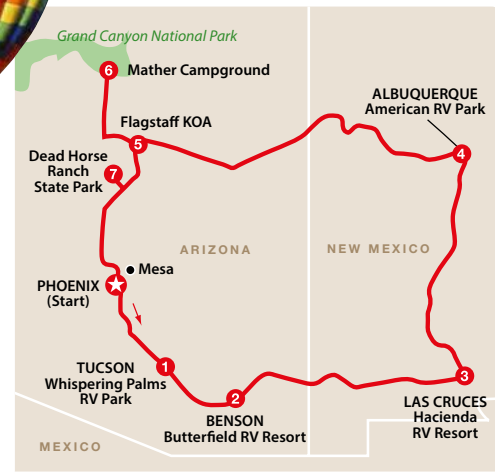 Grand Canyon National Park
6
Mather Campground
ALBUQUERQUE
American RV Park
Flagstaff KOA
5
4
Dead Horse
Ranch
State Park
7
ARIZONA
NEW MEXICO
Mesa
PHOENIX
(Start)
TUCSON
Whispering Palms
RV Park
1
2
3
BENSON
Butterfield RV Resort
LAS CRUCES
Hacienda
RV Resort
MEXICO